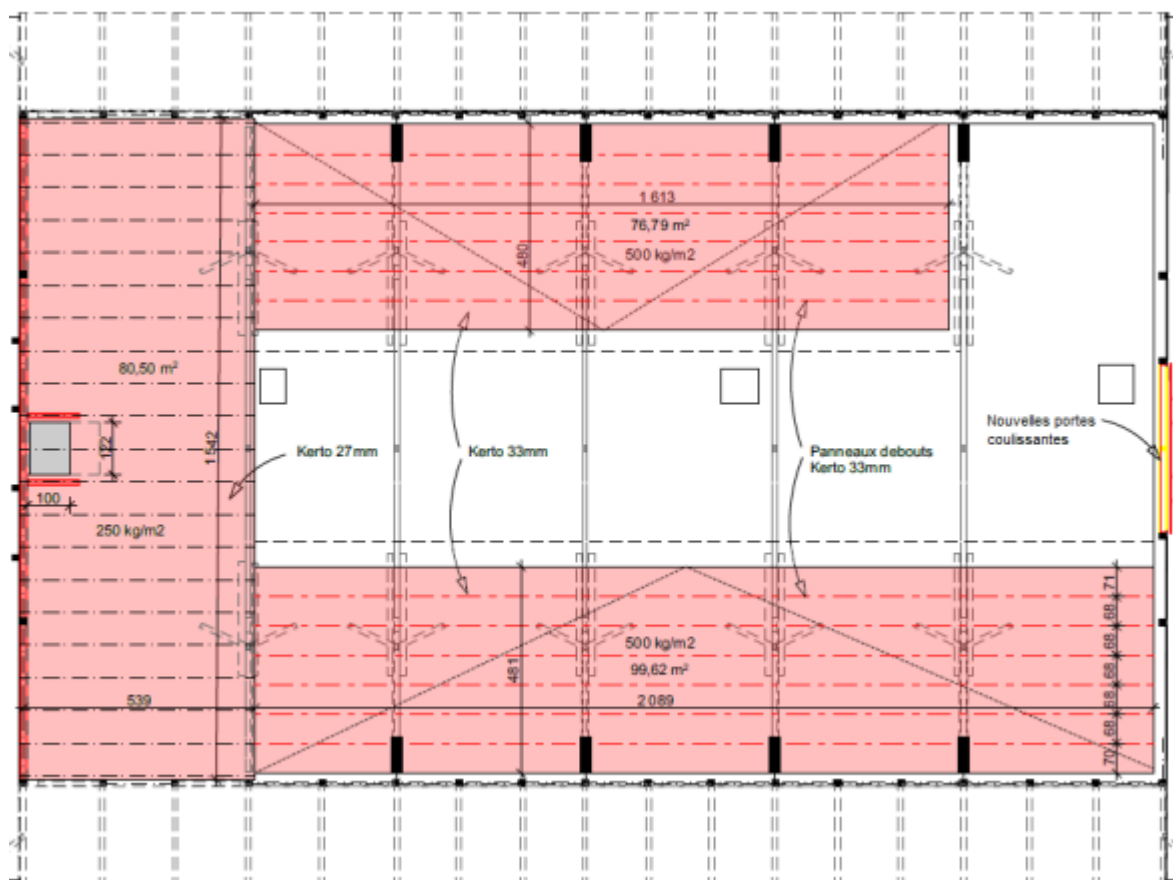 1 613
76,79 m²
500 kg/m2
480
80,50 m²
1 542
122
100
250 kg/m2
Kerto 27mm
Kerto 33mm
Panneaux debouts
Kerto 33mm
Nouvelles portes
coulissantes
500 kg/m2
99,62 m²
481
539
2 089
71
68
68
68
68
68
70